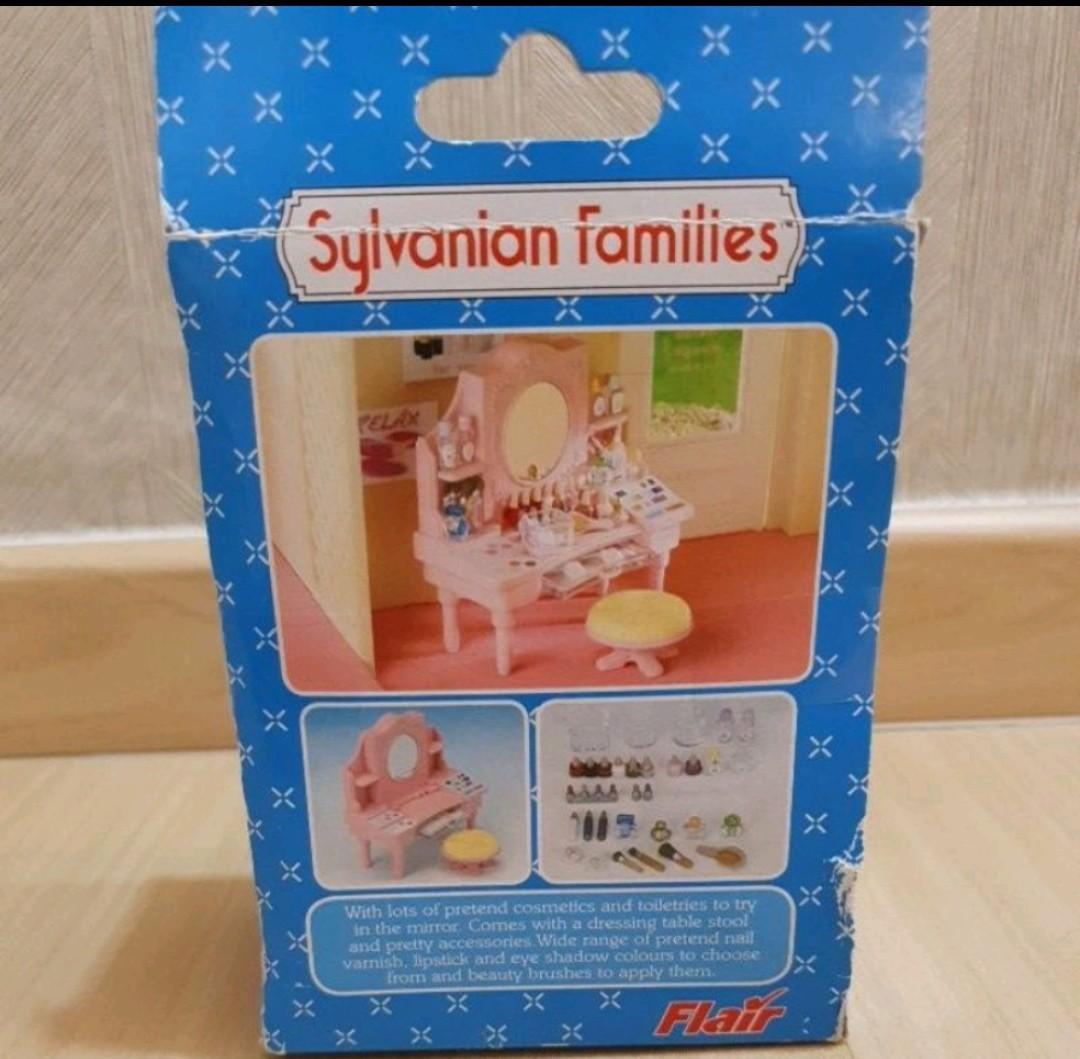 Sylvanian Families™
RELAX
With lots of pretend cosmetics and toiletries to try
in the mirror. Comes with a dressing table stool
and pretty accessories. Wide range of pretend nail
varnish, lipstick and eye shadow colours to choose
from and beauty brushes to apply them.
Flair